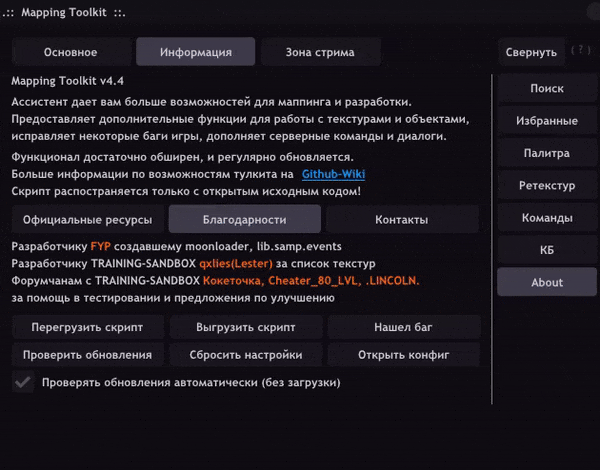 .:: Mapping Toolkit ::.
Основное Информация Зона стрима Свернуть ( ? )
Mapping Toolkit v4.4
Ассистент дает вам больше возможностей для маппинга и разработки.
Предоставляет дополнительные функции для работы с текстурами и объектами,
исправляет некоторые баги игры, дополняет серверные команды и диалоги.
Функционал достаточно обширен, и регулярно обновляется.
Больше информации по возможностям тулкита на Github-Wiki
Скрипт распостраняется только с открытым исходным кодом!
Официальные ресурсы Благодарности Контакты
Разработчику FYP создавшему moonloader, lib.samp.events
Разработчику TRAINING-SANDBOX qxlies(Lester) за список текстур
Форумчанам с TRAINING-SANDBOX Кокеточка, Cheater_80_LVL, .LINCOLN.
за помощь в тестировании и предложения по улучшению
Перегрузить скрипт Выгрузить скрипт Нашел баг
Проверить обновления Сбросить настройки Открыть конфиг
Проверять обновления автоматически (без загрузки)
Поиск
Избранные
Палитра
Ретекстур
Команды
КБ
About